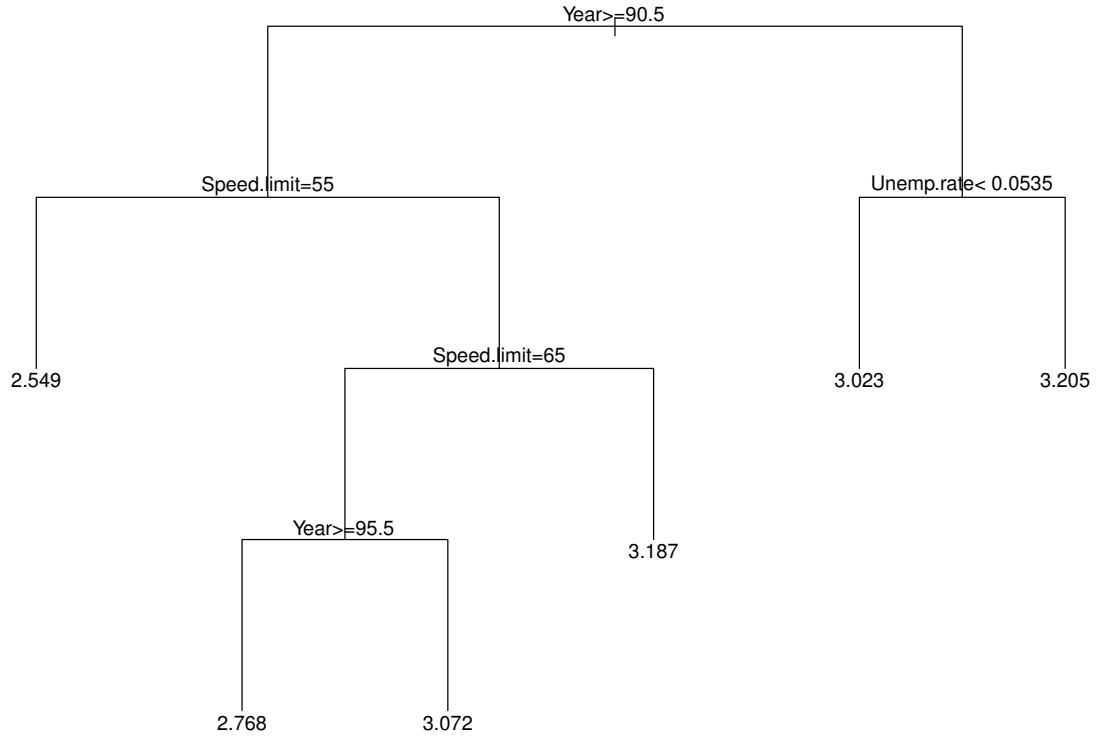 Year>=90.5
Speed.limit=55
Unemp.rate< 0.0535
2.549
Speed.limit=65
3.023
3.205
Year>=95.5
3.187
2.768
3.072